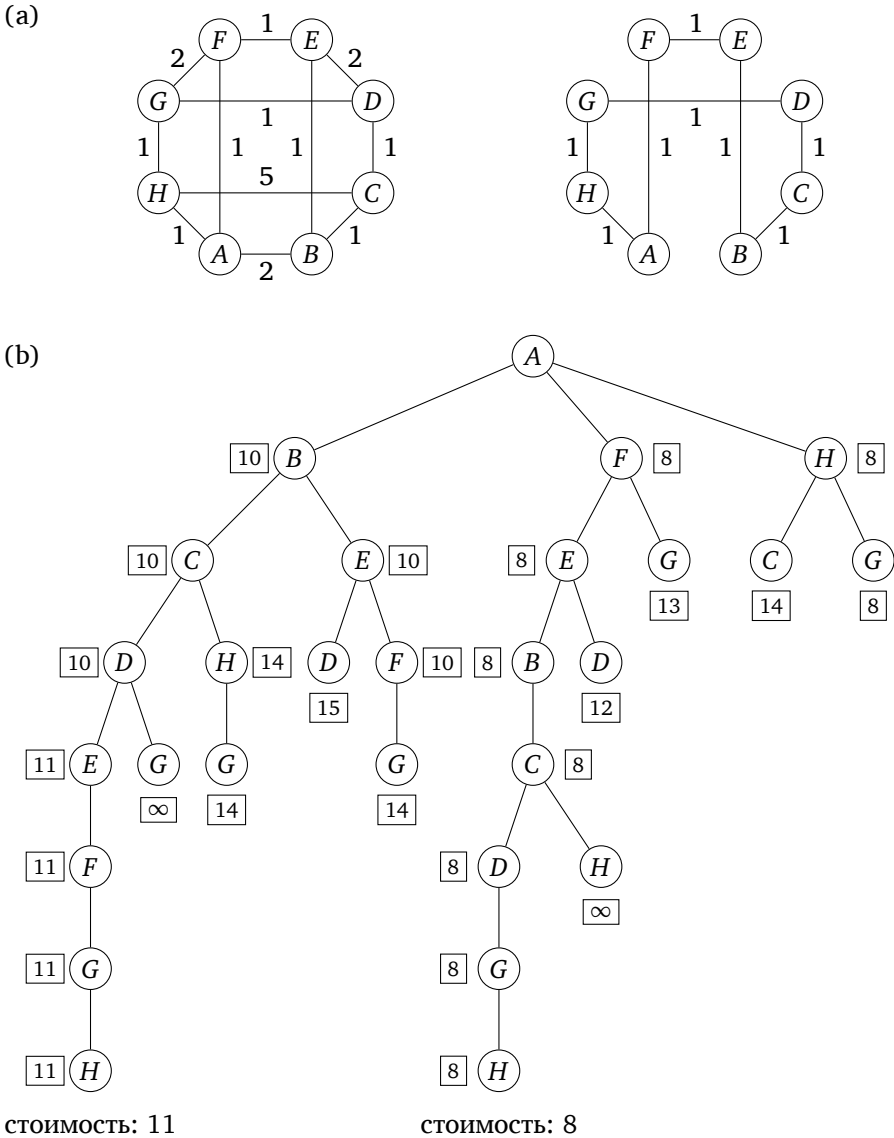 (a)
1 1
F E F E
2 2
G D G D
1 1
1 1 1 1 1 1 1 1
5
H C H C
1 1 1 1
A B A B
2
(b)
A
10 B F 8 H 8
10 C E 10 8 E G C G
13 14 8
10 D H 14 D F 10 8 B D
15 12
11 E G G G C 8
∞ 14 14
11 F 8 D H
∞
11 G 8 G
11 H 8 H
стоимость: 11 стоимость: 8